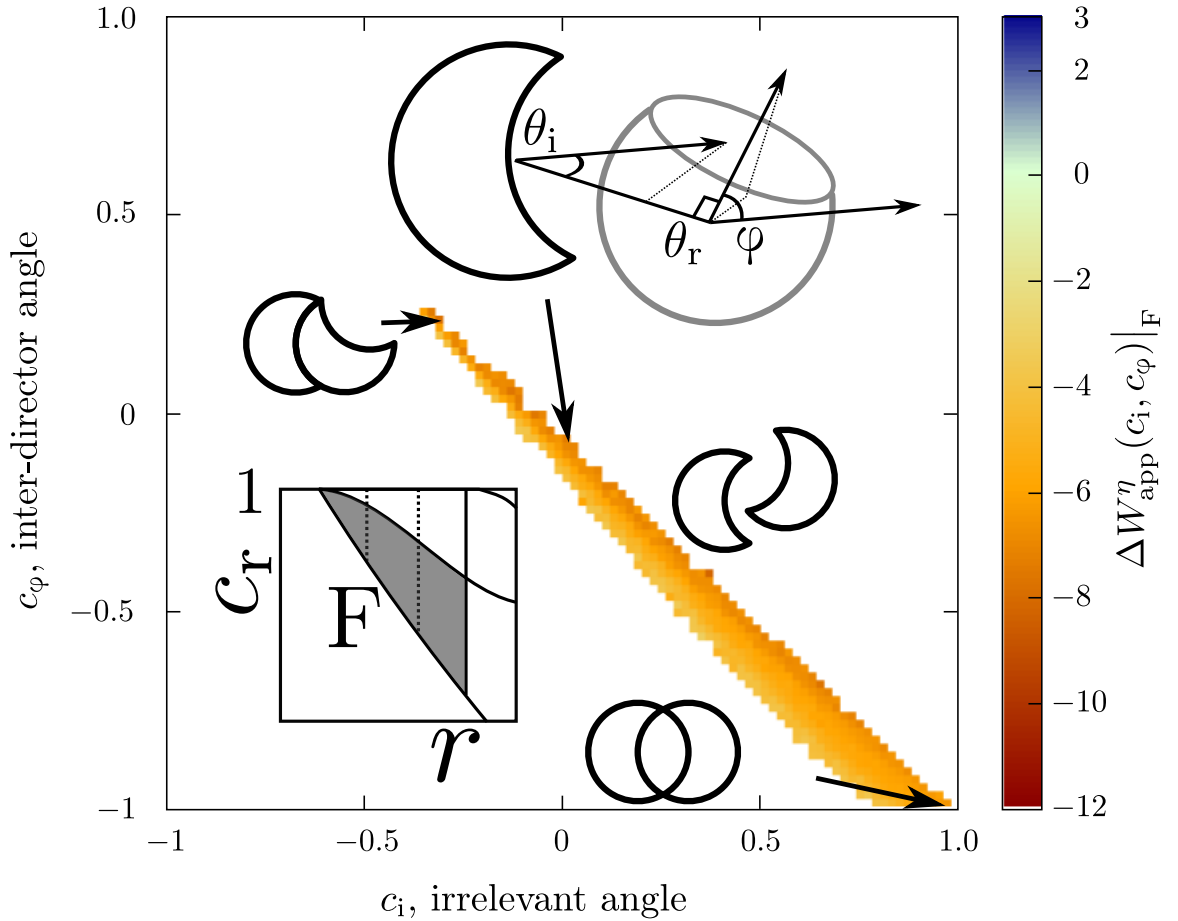 1.0
0.5
0
−0.5
−1
c_φ, inter-director angle
−1
−0.5
0
0.5
1.0
c_i, irrelevant angle
θ_i
θ_r
φ
1
c_r
F
r
3
2
0
−2
−4
−6
−8
−10
−12
ΔW^η_app(c_i, c_φ)|_F